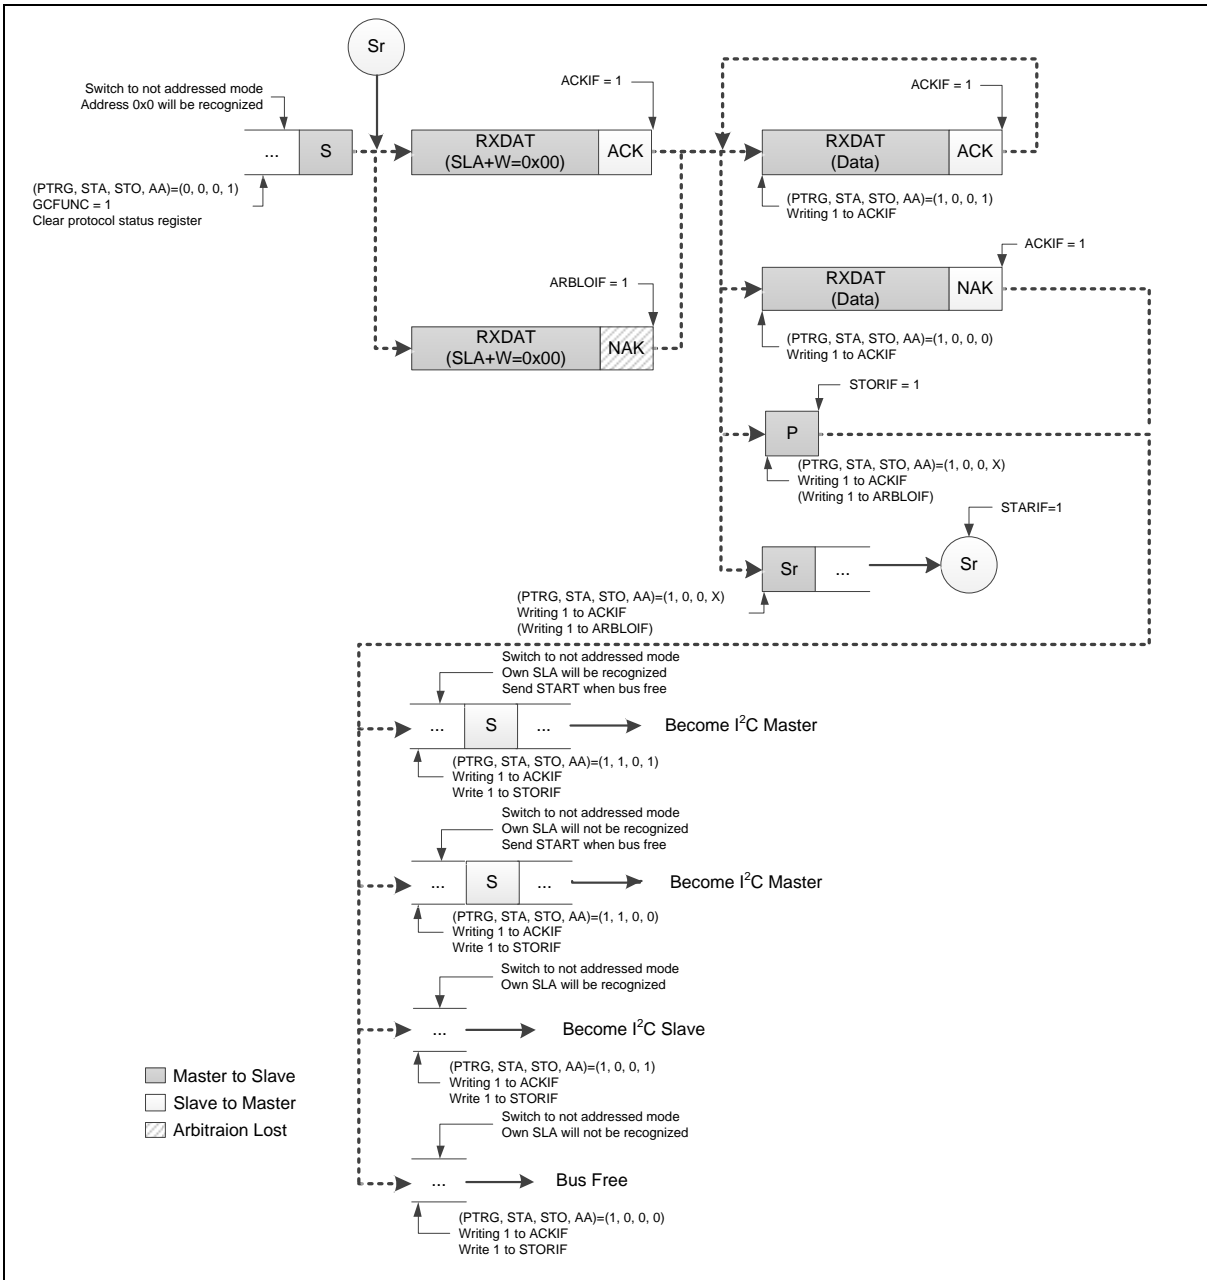 Sr
Switch to not addressed mode
Address 0x0 will be recognized
ACKIF = 1
ACKIF = 1
...
S
RXDAT
(SLA+W=0x00)
ACK
RXDAT
(Data)
ACK
(PTRG, STA, STO, AA)=(0, 0, 0, 1)
GCFUNC = 1
Clear protocol status register
(PTRG, STA, STO, AA)=(1, 0, 0, 1)
Writing 1 to ACKIF
ACKIF = 1
ARBLOIF = 1
RXDAT
(Data)
NAK
RXDAT
(SLA+W=0x00)
NAK
(PTRG, STA, STO, AA)=(1, 0, 0, 0)
Writing 1 to ACKIF
STORIF = 1
P
(PTRG, STA, STO, AA)=(1, 0, 0, X)
Writing 1 to ACKIF
(Writing 1 to ARBLOIF)
STARIF=1
Sr
...
Sr
(PTRG, STA, STO, AA)=(1, 0, 0, X)
Writing 1 to ACKIF
(Writing 1 to ARBLOIF)
Switch to not addressed mode
Own SLA will be recognized
Send START when bus free
...
S
...
Become I²C Master
(PTRG, STA, STO, AA)=(1, 1, 0, 1)
Writing 1 to ACKIF
Write 1 to STORIF
Switch to not addressed mode
Own SLA will not be recognized
Send START when bus free
...
S
...
Become I²C Master
(PTRG, STA, STO, AA)=(1, 1, 0, 0)
Writing 1 to ACKIF
Write 1 to STORIF
Switch to not addressed mode
Own SLA will be recognized
...
Become I²C Slave
(PTRG, STA, STO, AA)=(1, 0, 0, 1)
Writing 1 to ACKIF
Write 1 to STORIF
Master to Slave
Slave to Master
Arbitraion Lost
Switch to not addressed mode
Own SLA will not be recognized
...
Bus Free
(PTRG, STA, STO, AA)=(1, 0, 0, 0)
Writing 1 to ACKIF
Write 1 to STORIF